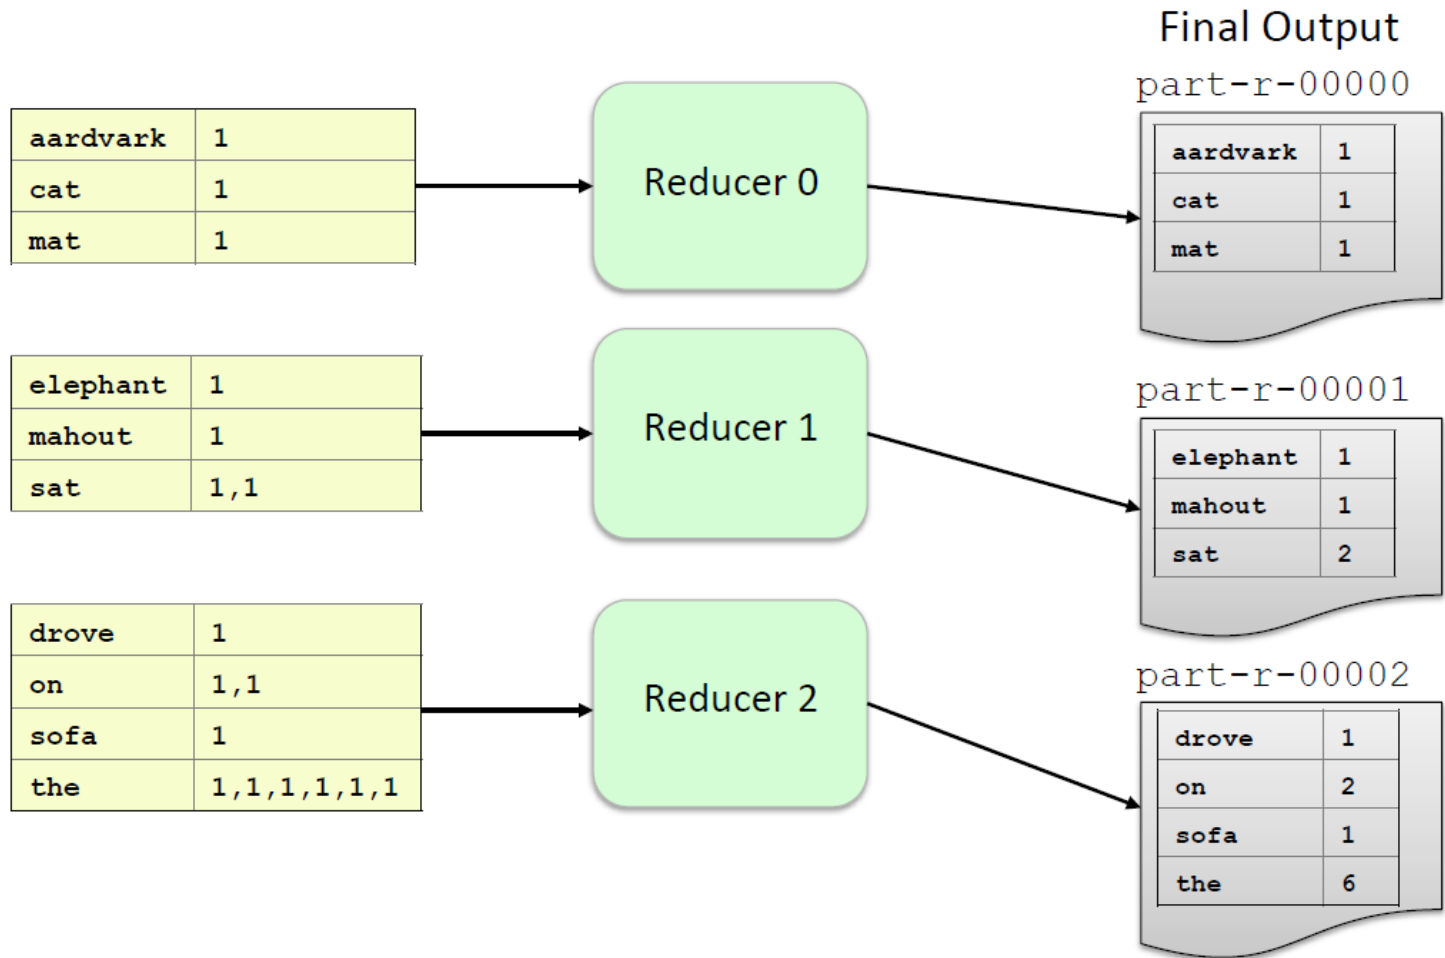 Final Output
part-r-00000
aardvark 1
cat 1
mat 1
Reducer 0
aardvark 1
cat 1
mat 1
part-r-00001
elephant 1
mahout 1
sat 1,1
Reducer 1
elephant 1
mahout 1
sat 2
part-r-00002
drove 1
on 1,1
sofa 1
the 1,1,1,1,1,1
Reducer 2
drove 1
on 2
sofa 1
the 6